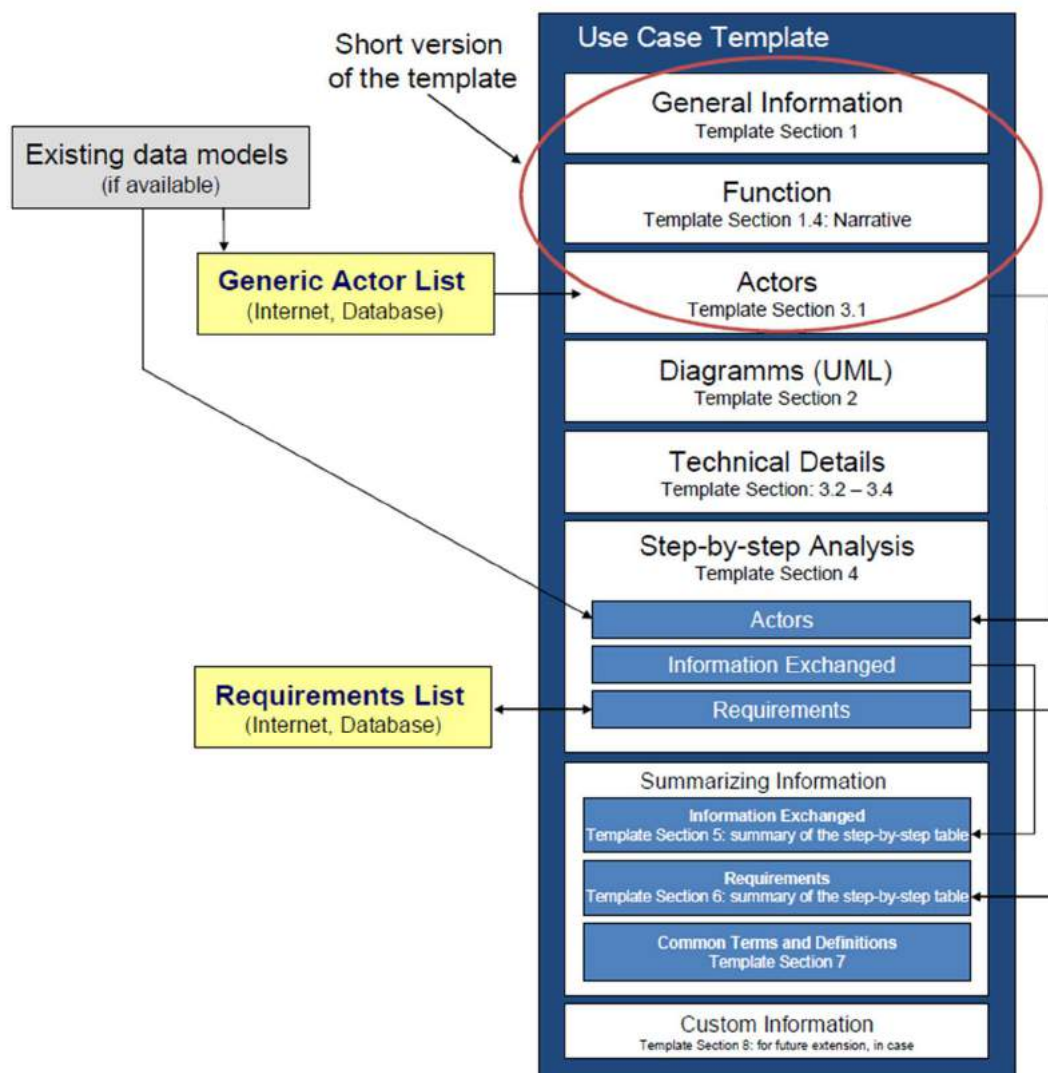 Short version
of the template
Use Case Template
General Information
Template Section 1
Existing data models
(if available)
Function
Template Section 1.4: Narrative
Generic Actor List
(Internet, Database)
Actors
Template Section 3.1
Diagramms (UML)
Template Section 2
Technical Details
Template Section: 3.2 – 3.4
Step-by-step Analysis
Template Section 4
Actors
Information Exchanged
Requirements List
(Internet, Database)
Requirements
Summarizing Information
Information Exchanged
Template Section 5: summary of the step-by-step table
Requirements
Template Section 6: summary of the step-by-step table
Common Terms and Definitions
Template Section 7
Custom Information
Template Section 8: for future extension, in case